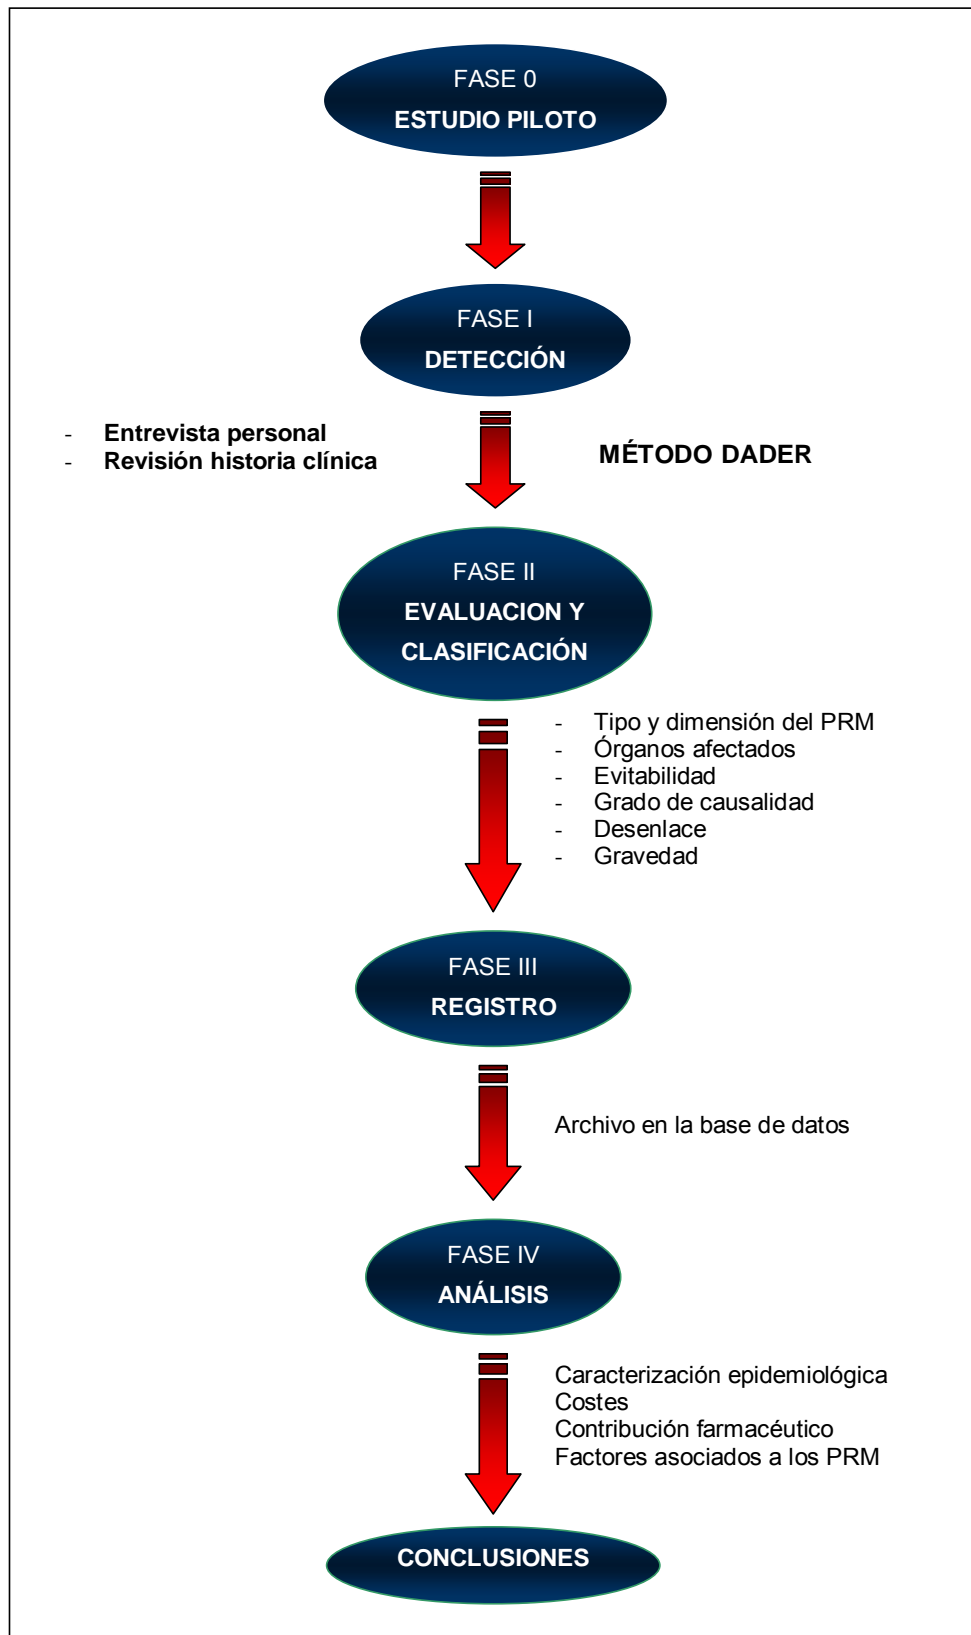 FASE 0
ESTUDIO PILOTO
FASE I
DETECCIÓN
- Entrevista personal
- Revisión historia clínica
MÉTODO DADER
FASE II
EVALUACION Y
CLASIFICACIÓN
- Tipo y dimensión del PRM
- Órganos afectados
- Evitabilidad
- Grado de causalidad
- Desenlace
- Gravedad
FASE III
REGISTRO
Archivo en la base de datos
FASE IV
ANÁLISIS
Caracterización epidemiológica
Costes
Contribución farmacéutico
Factores asociados a los PRM
CONCLUSIONES